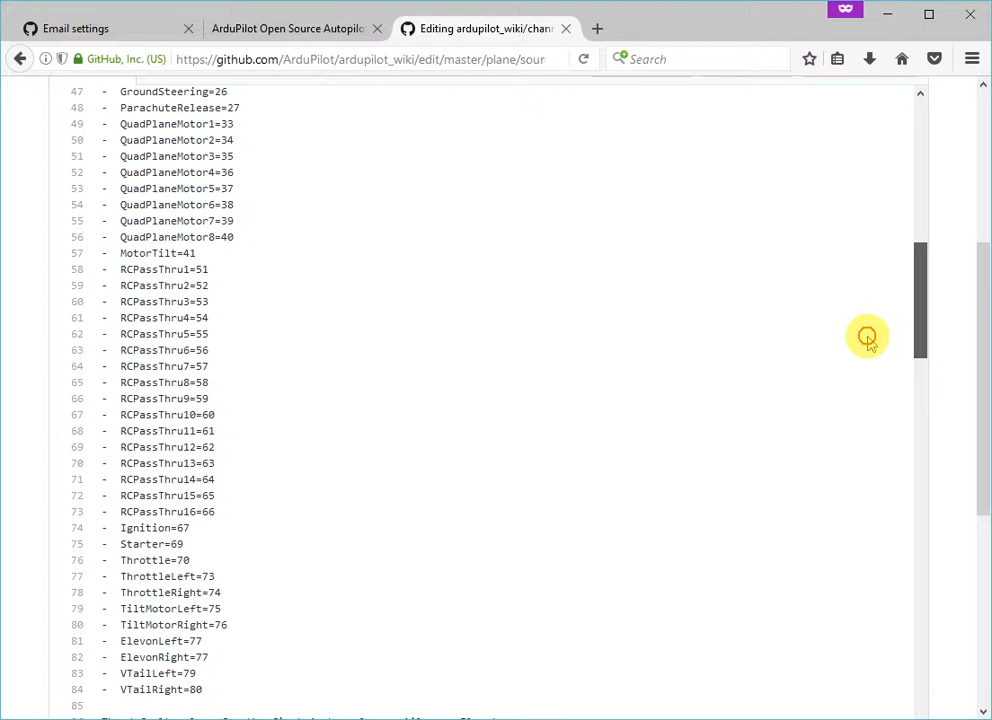 Email settings
ArduPilot Open Source Autopilo
Editing ardupilot_wiki/chann
GitHub, Inc. (US)
https://github.com/ArduPilot/ardupilot_wiki/edit/master/plane/sour
Search
47 - GroundSteering=26
48 - ParachuteRelease=27
49 - QuadPlaneMotor1=33
50 - QuadPlaneMotor2=34
51 - QuadPlaneMotor3=35
52 - QuadPlaneMotor4=36
53 - QuadPlaneMotor5=37
54 - QuadPlaneMotor6=38
55 - QuadPlaneMotor7=39
56 - QuadPlaneMotor8=40
57 - MotorTilt=41
58 - RCPassThru1=51
59 - RCPassThru2=52
60 - RCPassThru3=53
61 - RCPassThru4=54
62 - RCPassThru5=55
63 - RCPassThru6=56
64 - RCPassThru7=57
65 - RCPassThru8=58
66 - RCPassThru9=59
67 - RCPassThru10=60
68 - RCPassThru11=61
69 - RCPassThru12=62
70 - RCPassThru13=63
71 - RCPassThru14=64
72 - RCPassThru15=65
73 - RCPassThru16=66
74 - Ignition=67
75 - Starter=69
76 - Throttle=70
77 - ThrottleLeft=73
78 - ThrottleRight=74
79 - TiltMotorLeft=75
80 - TiltMotorRight=76
81 - ElevonLeft=77
82 - ElevonRight=77
83 - VTailLeft=79
84 - VTailRight=80
85